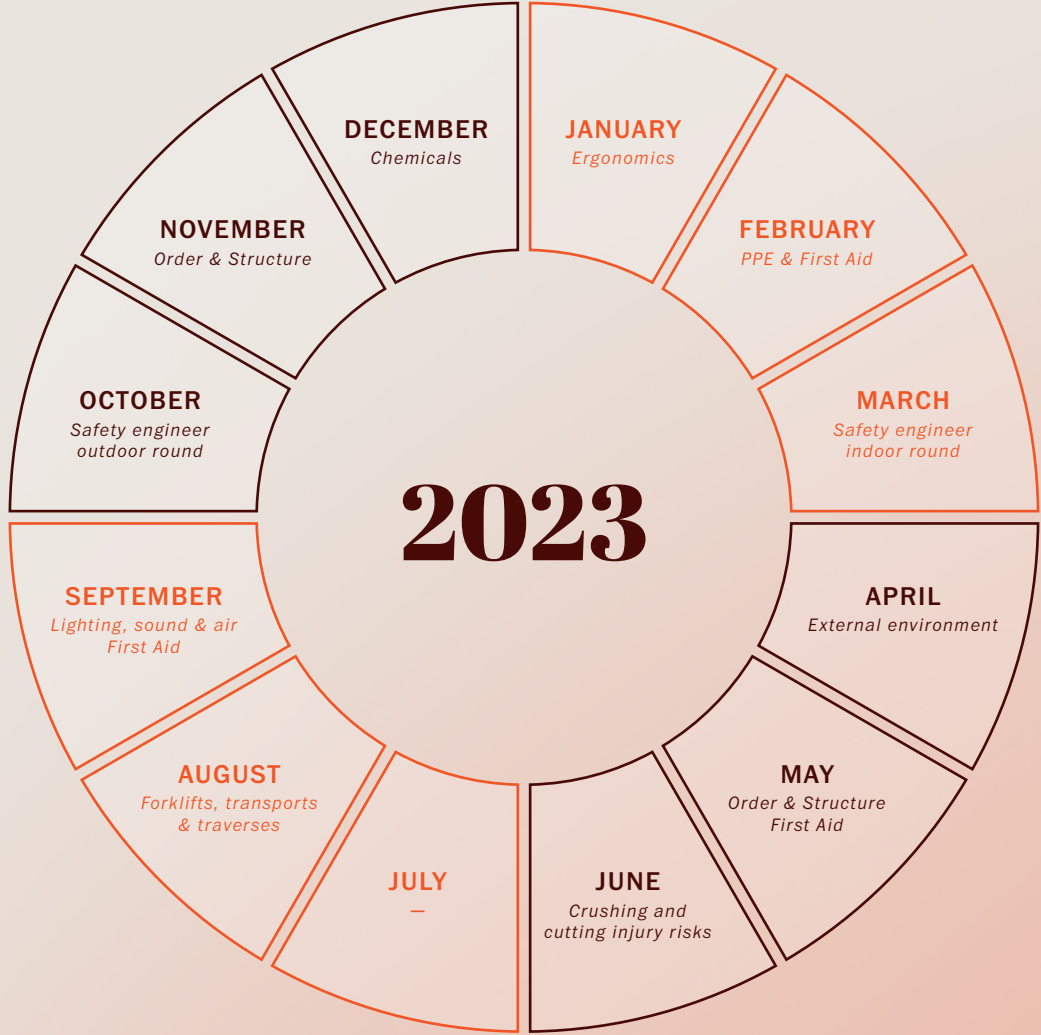 2023
JANUARY
Ergonomics
FEBRUARY
PPE & First Aid
MARCH
Safety engineer
indoor round
APRIL
External environment
MAY
Order & Structure
First Aid
JUNE
Crushing and
cutting injury risks
JULY
–
AUGUST
Forklifts, transports
& traverses
SEPTEMBER
Lighting, sound & air
First Aid
OCTOBER
Safety engineer
outdoor round
NOVEMBER
Order & Structure
DECEMBER
Chemicals